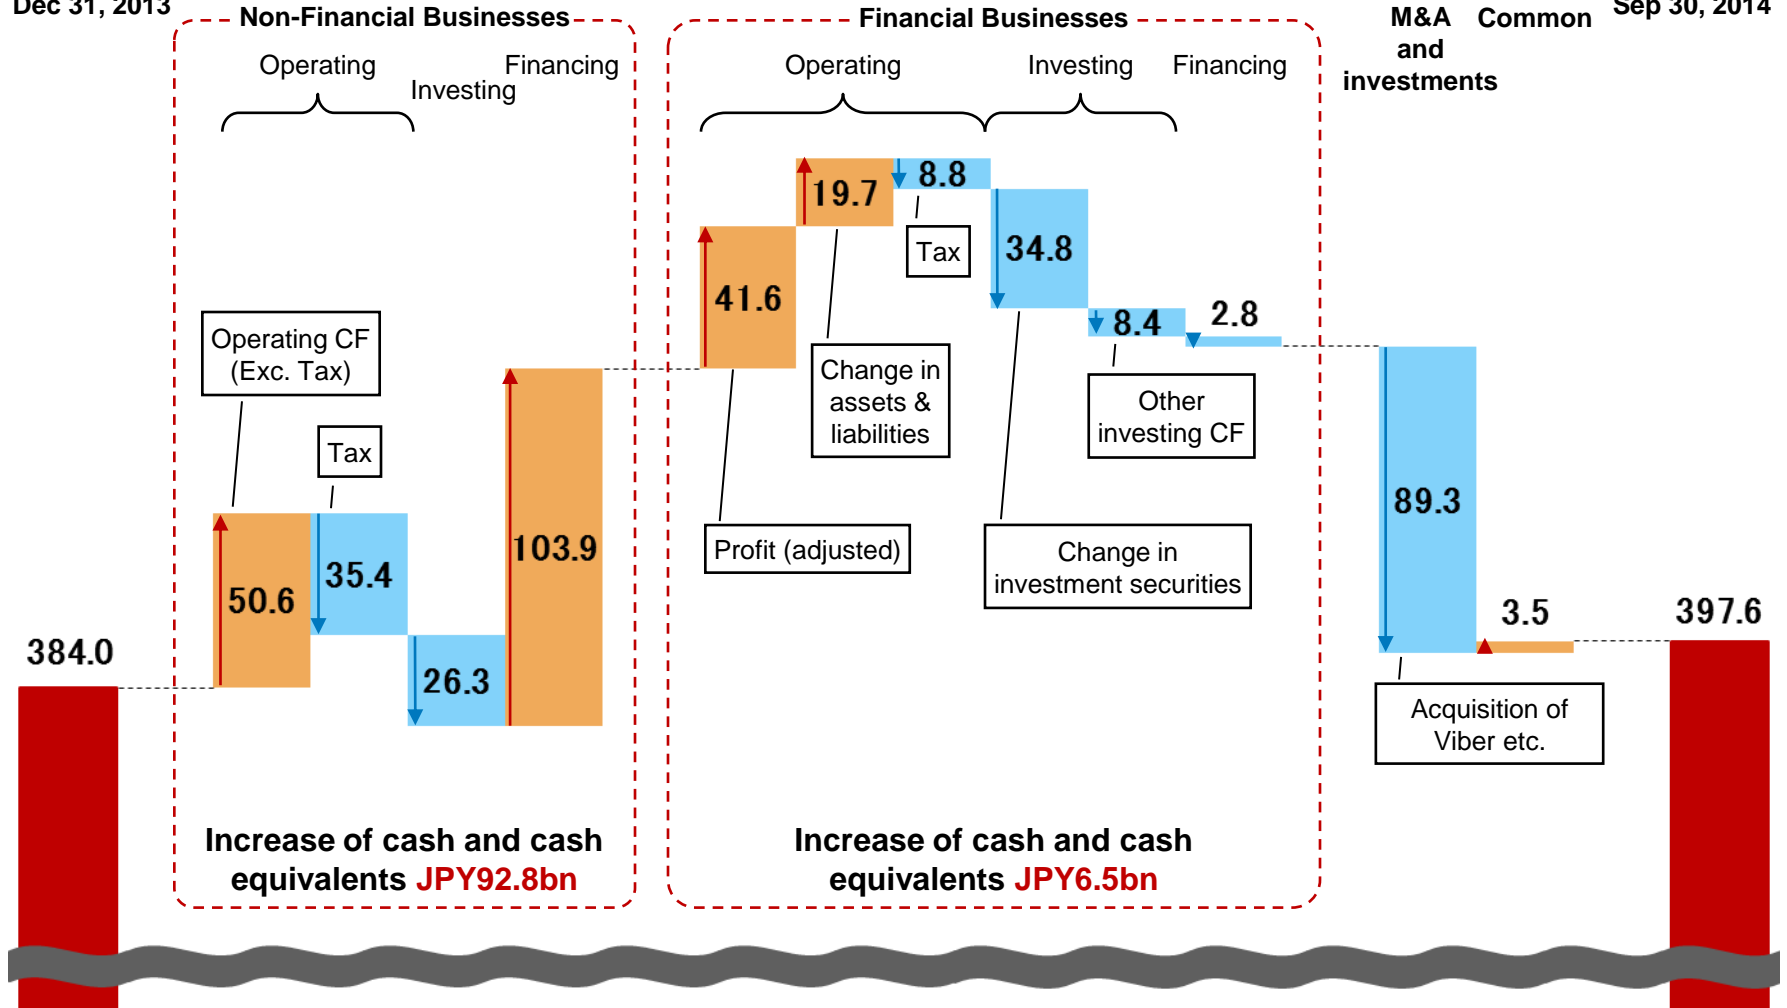 Dec 31, 2013
Non-Financial Businesses
Financial Businesses
M&A
and
investments
Common
Sep 30, 2014
Operating
Investing
Financing
Operating
Investing
Financing
19.7
8.8
Tax
34.8
41.6
8.4
2.8
Operating CF
(Exc. Tax)
Change in
assets &
liabilities
Other
investing CF
Tax
89.3
103.9
Profit (adjusted)
Change in
investment securities
35.4
50.6
3.5
397.6
384.0
26.3
Acquisition of
Viber etc.
Increase of cash and cash
equivalents JPY92.8bn
Increase of cash and cash
equivalents JPY6.5bn